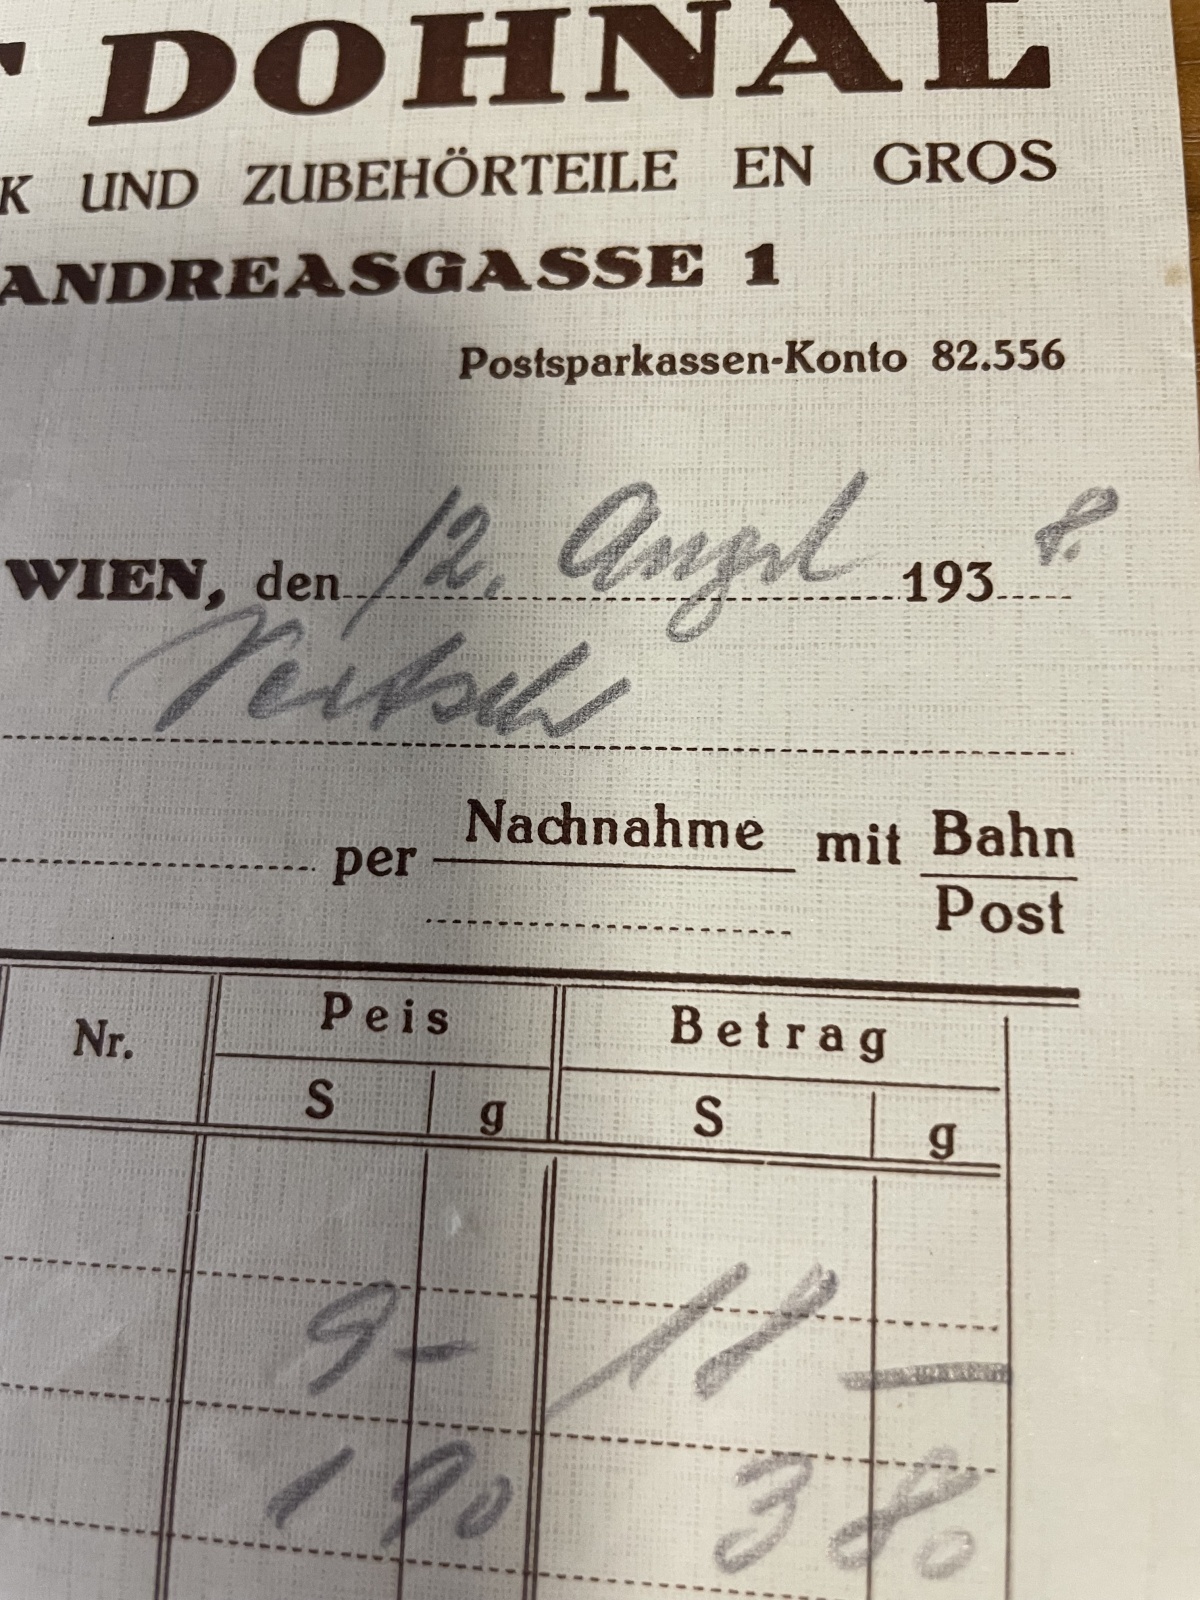 DOHNAL
K UND ZUBEHÖRTEILE EN GROS
ANDREASGASSE 1
Postsparkassen-Konto 82.556
WIEN, den 12. 193 8.
per Nachnahme mit Bahn
Post
Nr. Peis Betrag
S g S g
9 – 18 –
1 90 3 80